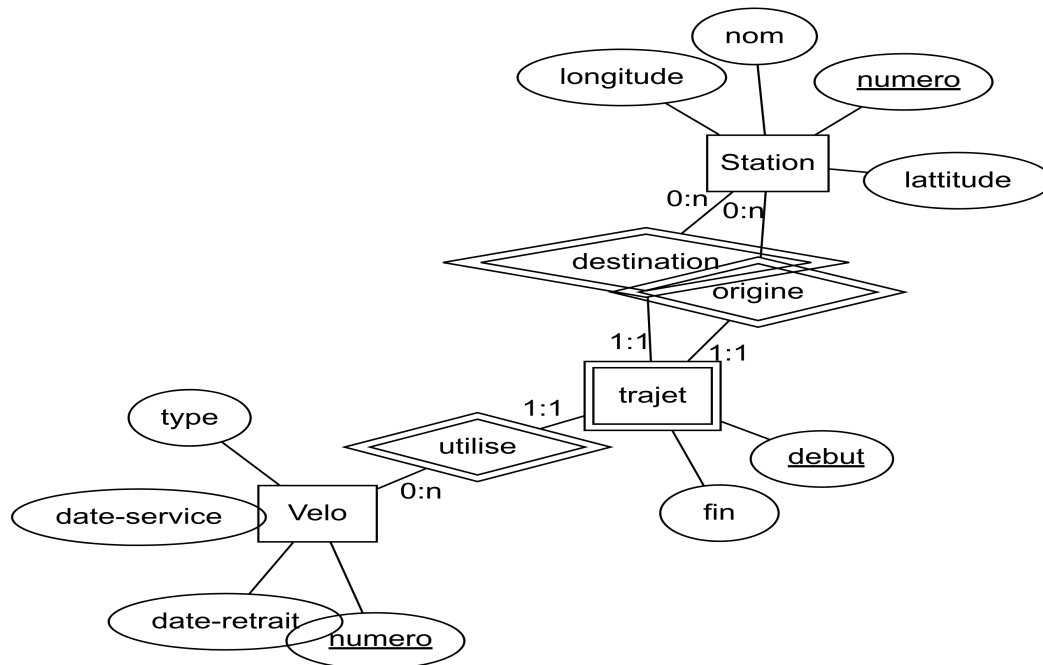 nom
longitude
numero
Station
lattitude
0:n
0:n
destination
origine
1:1
1:1
trajet
type
1:1
utilise
debut
0:n
date-service
Velo
fin
date-retrait
numero